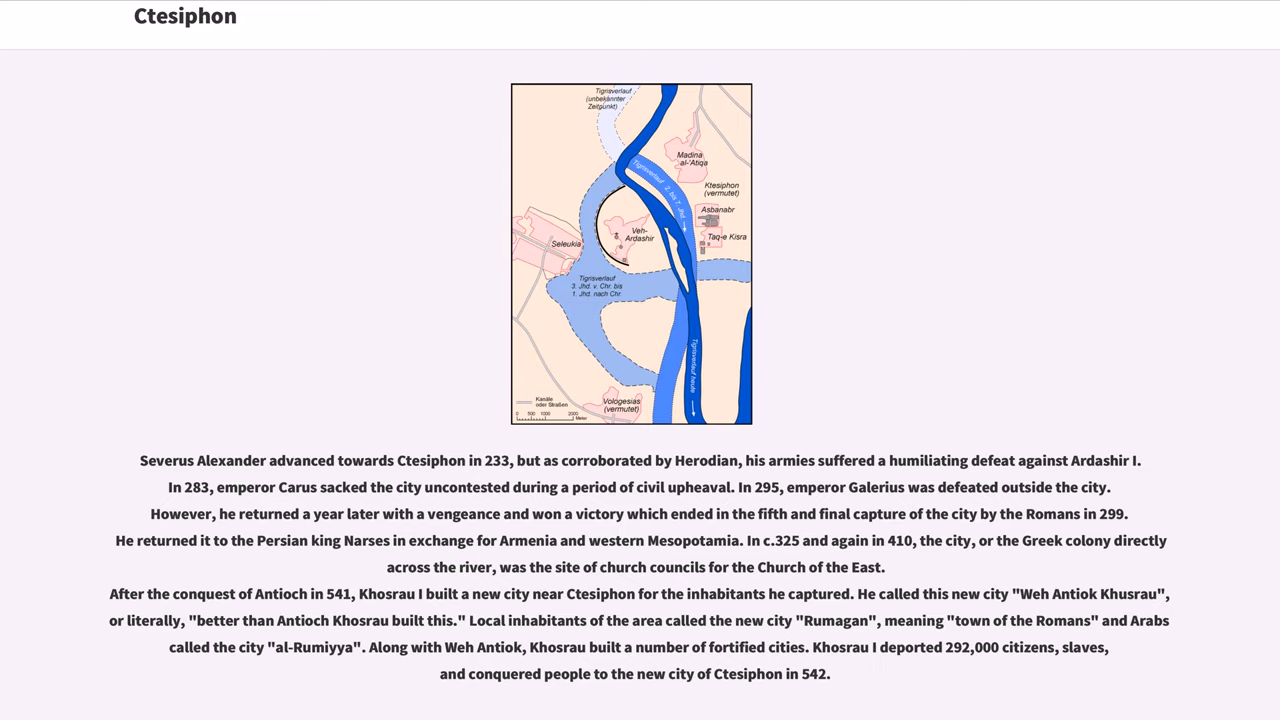 Ctesiphon
Tigrisverlauf
(unbekannter
Zeitpunkt)
Madina
al-'Atiqa
Tigrisverlauf 2. bis 7. Jhd.
Ktesiphon
(vermutet)
Asbanabr
Taq-e Kisra
Veh-
Ardashir
Seleukia
Tigrisverlauf
3. Jhd. v. Chr. bis
1. Jhd. nach Chr.
Tigrisverlauf heute
Vologesias
(vermutet)
Kanäle
oder Straßen
0 500 1000 2000
Meter
Severus Alexander advanced towards Ctesiphon in 233, but as corroborated by Herodian, his armies suffered a humiliating defeat against Ardashir I.
In 283, emperor Carus sacked the city uncontested during a period of civil upheaval. In 295, emperor Galerius was defeated outside the city.
However, he returned a year later with a vengeance and won a victory which ended in the fifth and final capture of the city by the Romans in 299.
He returned it to the Persian king Narses in exchange for Armenia and western Mesopotamia. In c.325 and again in 410, the city, or the Greek colony directly
across the river, was the site of church councils for the Church of the East.
After the conquest of Antioch in 541, Khosrau I built a new city near Ctesiphon for the inhabitants he captured. He called this new city "Weh Antiok Khusrau",
or literally, "better than Antioch Khosrau built this." Local inhabitants of the area called the new city "Rumagan", meaning "town of the Romans" and Arabs
called the city "al-Rumiyya". Along with Weh Antiok, Khosrau built a number of fortified cities. Khosrau I deported 292,000 citizens, slaves,
and conquered people to the new city of Ctesiphon in 542.